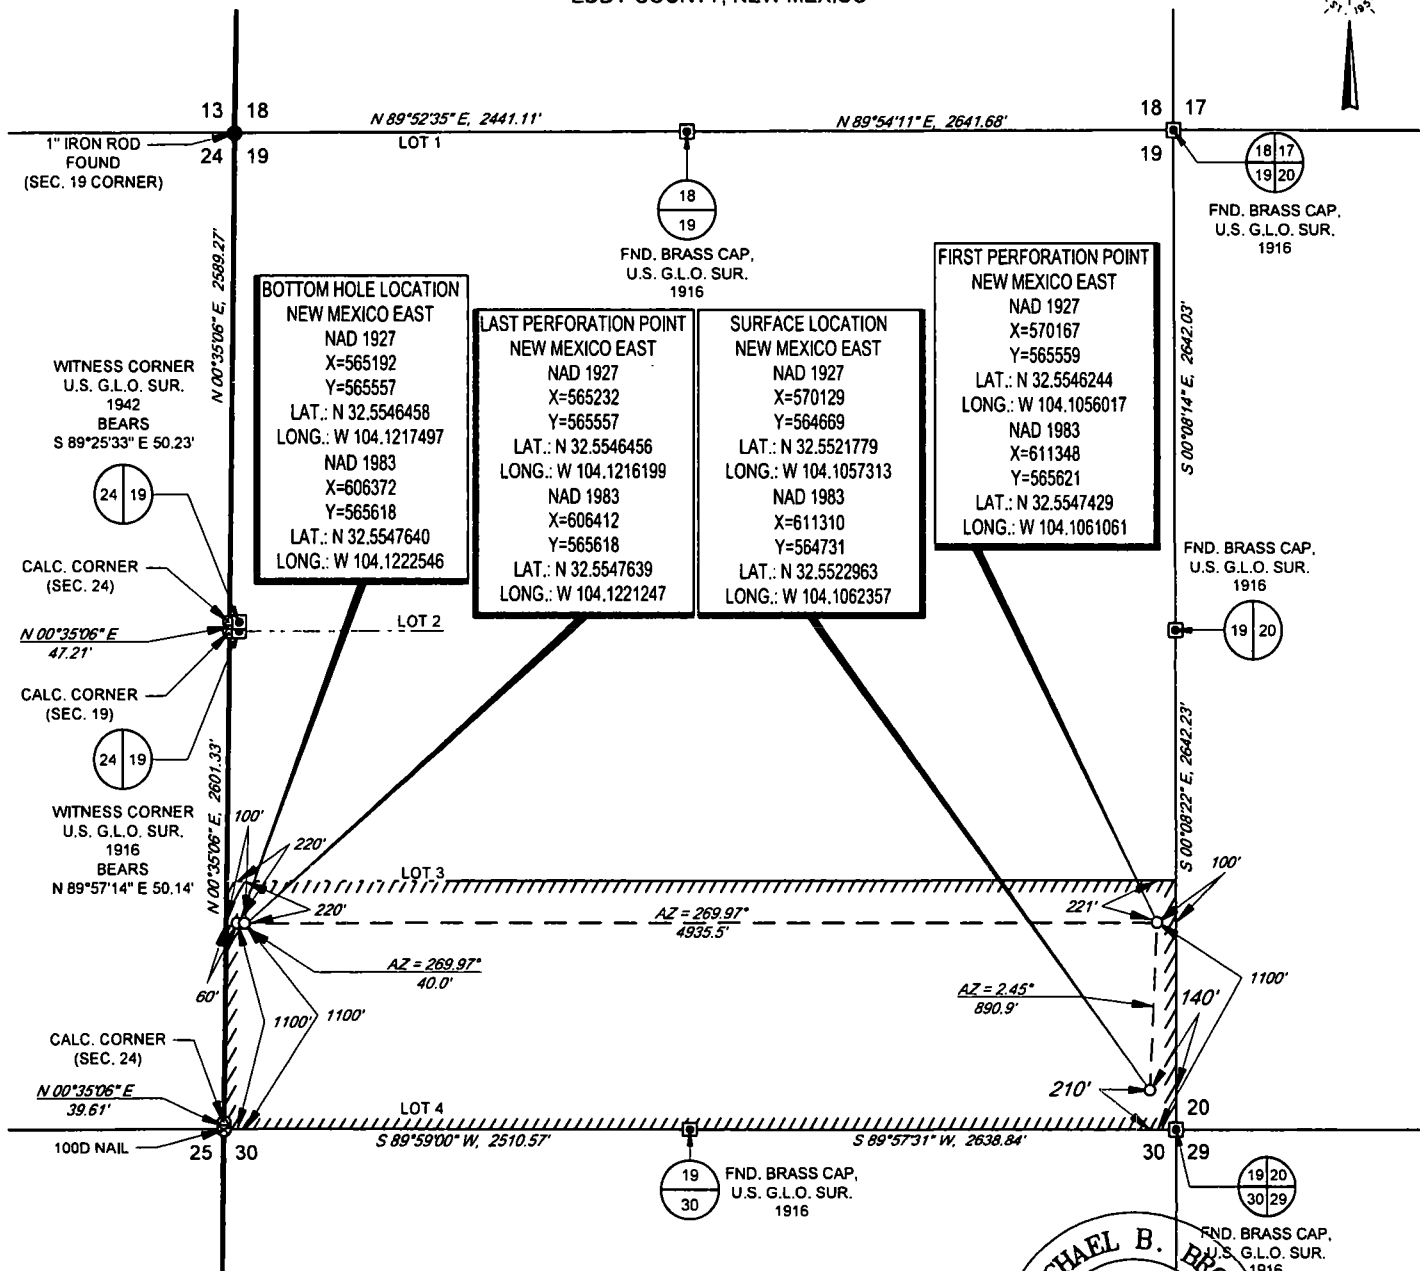 EDDY COUNTY, NEW MEXICO
13 18
24 19
1" IRON ROD
FOUND
(SEC. 19 CORNER)
N 89°52'35" E, 2441.11'
LOT 1
N 89°54'11" E, 2641.68'
18 17
19
18 17
19 20
FND. BRASS CAP,
U.S. G.L.O. SUR.
1916
18
19
FND. BRASS CAP,
U.S. G.L.O. SUR.
1916
N 00°35'06" E, 2589.27'
S 00°08'14" E, 2642.03'
BOTTOM HOLE LOCATION
NEW MEXICO EAST
NAD 1927
X=565192
Y=565557
LAT.: N 32.5546458
LONG.: W 104.1217497
NAD 1983
X=606372
Y=565618
LAT.: N 32.5547640
LONG.: W 104.1222546
LAST PERFORATION POINT
NEW MEXICO EAST
NAD 1927
X=565232
Y=565557
LAT.: N 32.5546456
LONG.: W 104.1216199
NAD 1983
X=606412
Y=565618
LAT.: N 32.5547639
LONG.: W 104.1221247
SURFACE LOCATION
NEW MEXICO EAST
NAD 1927
X=570129
Y=564669
LAT.: N 32.5521779
LONG.: W 104.1057313
NAD 1983
X=611310
Y=564731
LAT.: N 32.5522963
LONG.: W 104.1062357
FIRST PERFORATION POINT
NEW MEXICO EAST
NAD 1927
X=570167
Y=565559
LAT.: N 32.5546244
LONG.: W 104.1056017
NAD 1983
X=611348
Y=565621
LAT.: N 32.5547429
LONG.: W 104.1061061
WITNESS CORNER
U.S. G.L.O. SUR.
1942
BEARS
S 89°25'33" E 50.23'
24 19
CALC. CORNER
(SEC. 24)
N 00°35'06" E
47.21'
LOT 2
CALC. CORNER
(SEC. 19)
24 19
WITNESS CORNER
U.S. G.L.O. SUR.
1916
BEARS
N 89°57'14" E 50.14'
FND. BRASS CAP,
U.S. G.L.O. SUR.
1916
19 20
N 00°35'06" E, 2601.33'
S 00°08'22" E, 2642.23'
100'
220'
LOT 3
220'
AZ = 269.97°
4935.5'
221'
100'
AZ = 269.97°
40.0'
60'
1100'
1100'
AZ = 2.45°
890.9'
1100'
140'
210'
CALC. CORNER
(SEC. 24)
N 00°35'06" E
39.61'
LOT 4
20
100D NAIL
25 30
S 89°59'00" W, 2510.57'
S 89°57'31" W, 2638.84'
30 29
19
30
FND. BRASS CAP,
U.S. G.L.O. SUR.
1916
19 20
30 29
FND. BRASS CAP,
U.S. G.L.O. SUR.
1916
CHAEL B. BRO